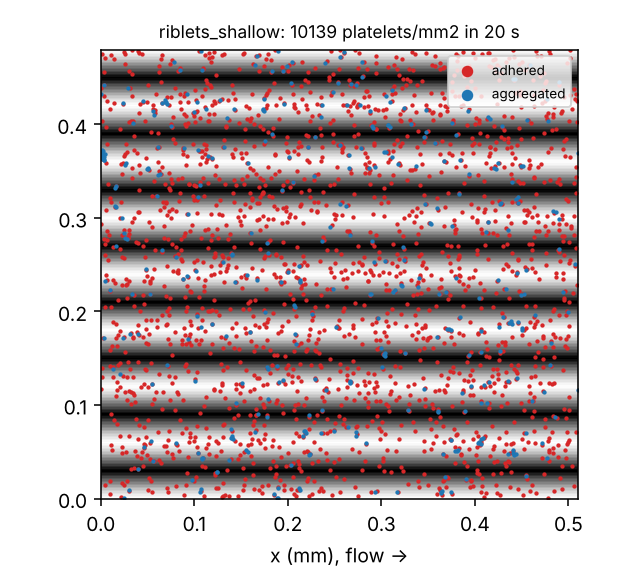 riblets_shallow: 10139 platelets/mm2 in 20 s
adhered
aggregated
0.4
0.3
0.2
0.1
0.0
0.0 0.1 0.2 0.3 0.4 0.5
x (mm), flow →